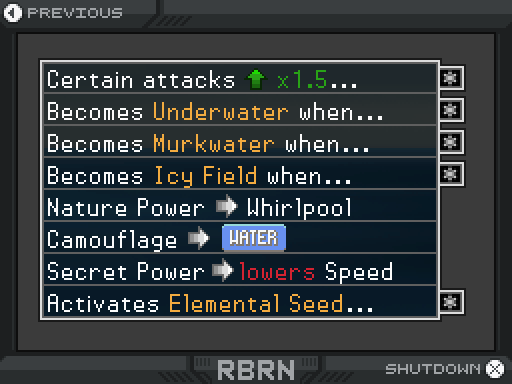 PREVIOUS
Certain attacks x1.5...
Becomes Underwater when...
Becomes Murkwater when...
Becomes Icy Field when...
Nature Power Whirlpool
Camouflage WATER
Secret Power lowers Speed
Activates Elemental Seed...
RBRN
SHUTDOWN